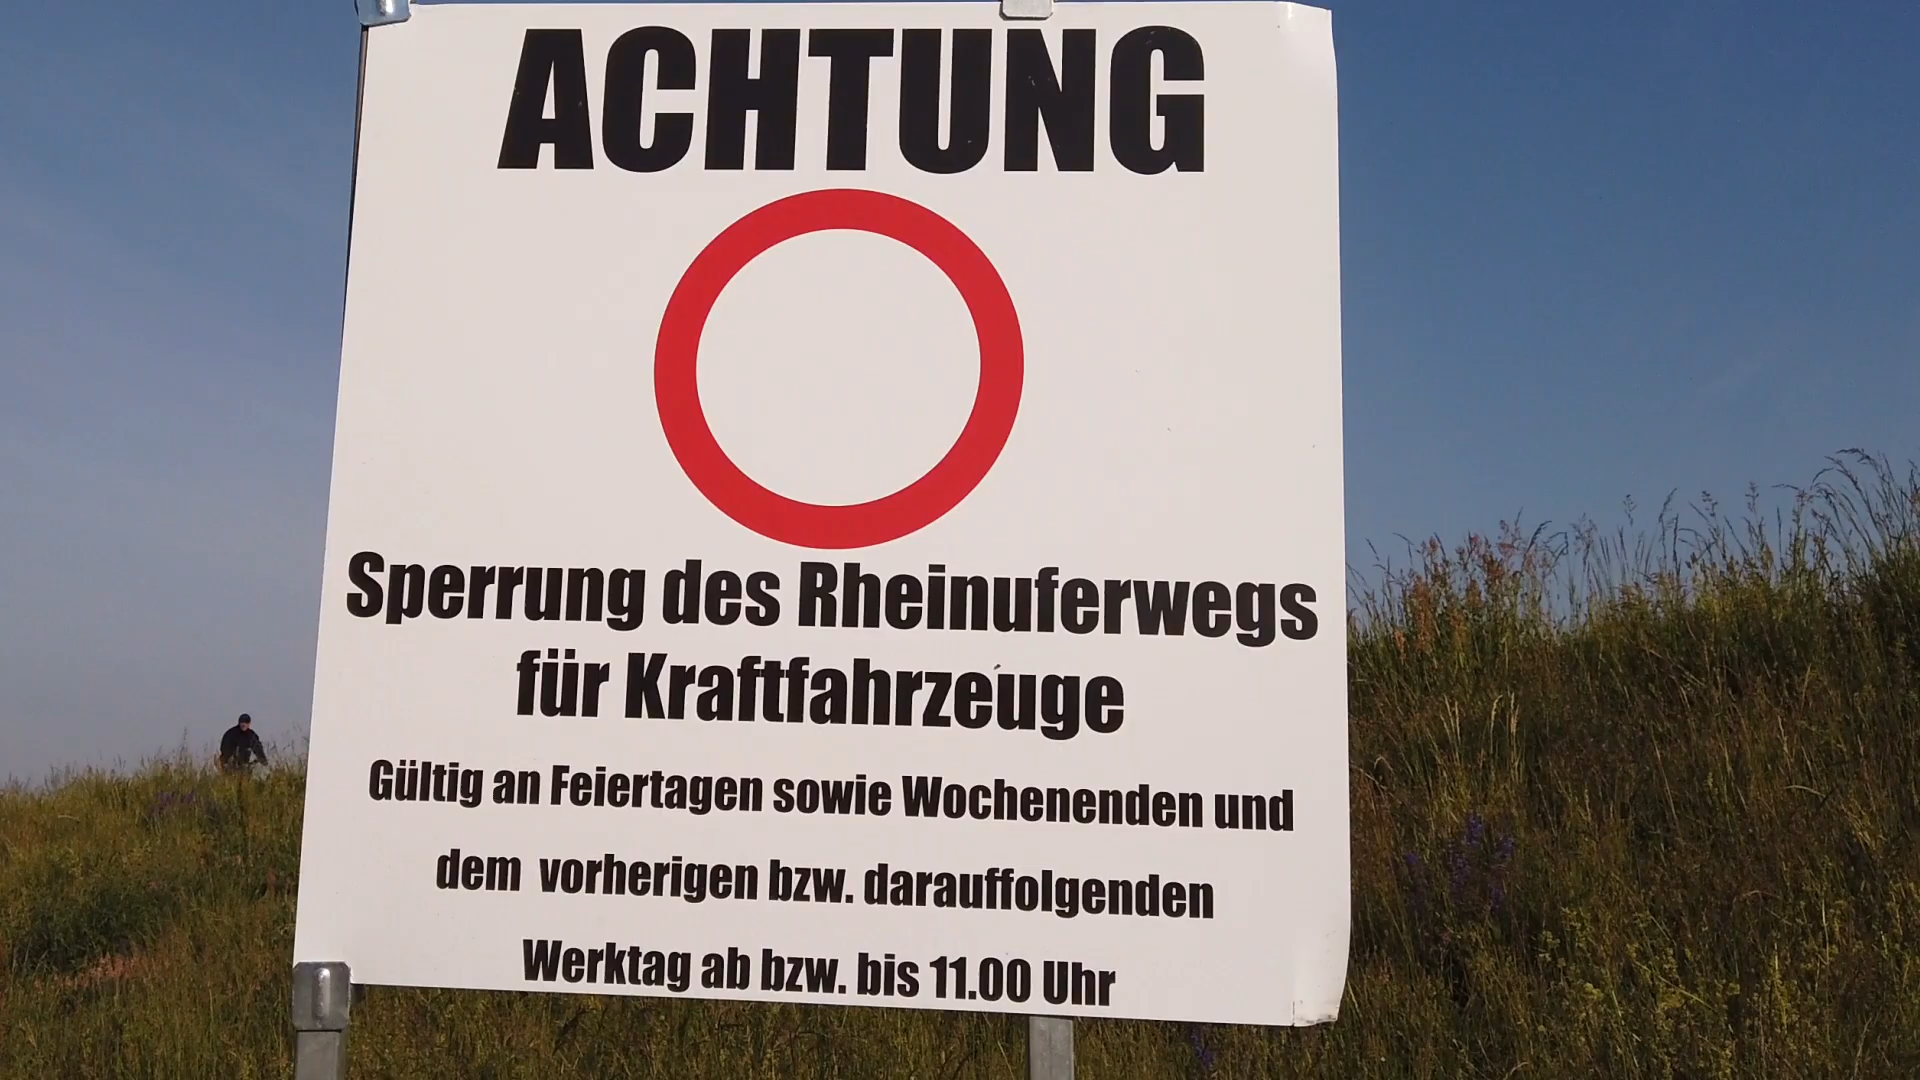 ACHTUNG
Sperrung des Rheinuferwegs
für Kraftfahrzeuge
Gültig an Feiertagen sowie Wochenenden und
dem vorherigen bzw. darauffolgenden
Werktag ab bzw. bis 11.00 Uhr